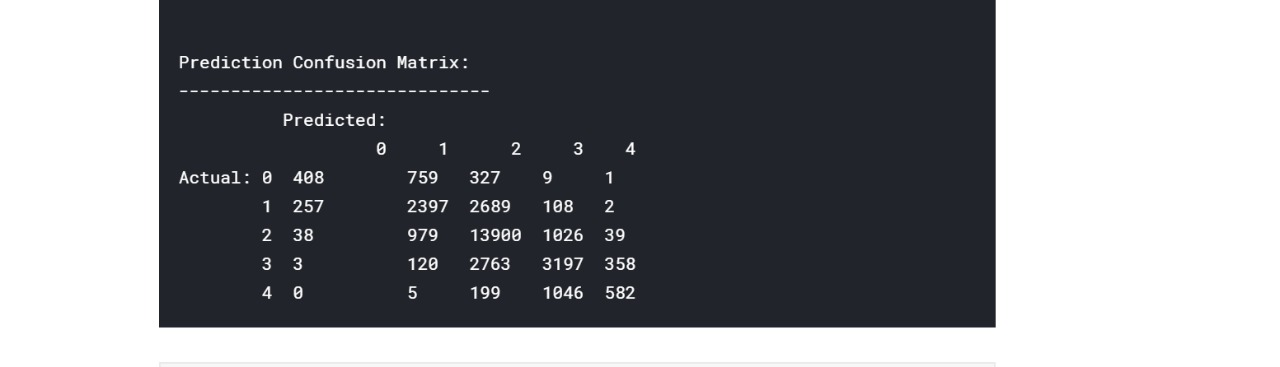 Prediction Confusion Matrix:
------------------------------
Predicted:
0 1 2 3 4
Actual: 0 408 759 327 9 1
1 257 2397 2689 108 2
2 38 979 13900 1026 39
3 3 120 2763 3197 358
4 0 5 199 1046 582